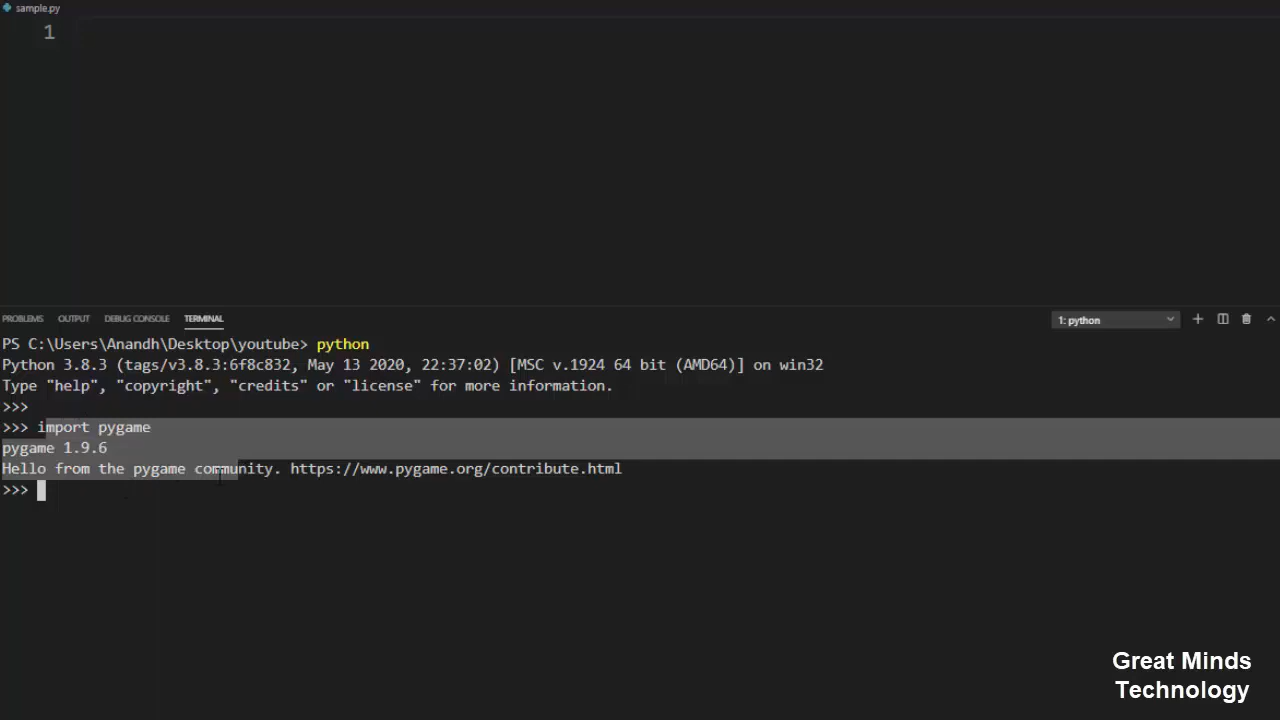 sample.py
1
PROBLEMS OUTPUT DEBUG CONSOLE TERMINAL 1: python
PS C:\Users\Anandh\Desktop\youtube> python
Python 3.8.3 (tags/v3.8.3:6f8c832, May 13 2020, 22:37:02) [MSC v.1924 64 bit (AMD64)] on win32
Type "help", "copyright", "credits" or "license" for more information.
>>>
>>> import pygame
pygame 1.9.6
Hello from the pygame community. https://www.pygame.org/contribute.html
>>>
Great Minds
Technology